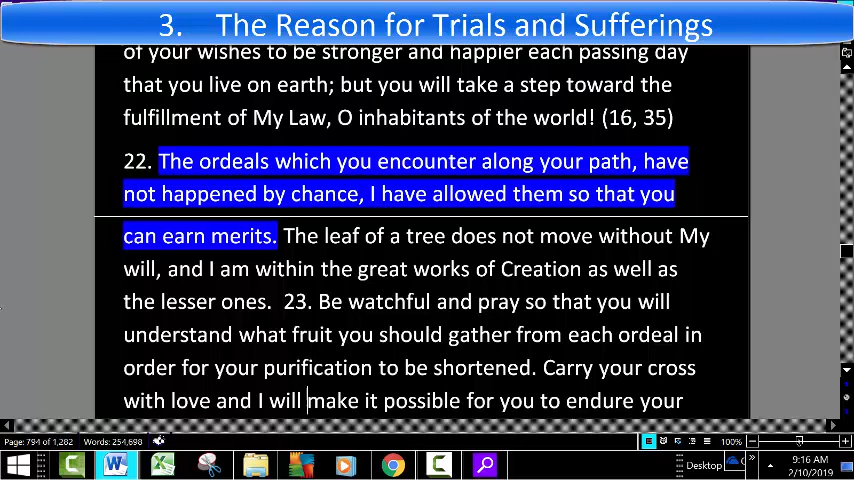 3. The Reason for Trials and Sufferings
of your wishes to be stronger and happier each passing day
that you live on earth; but you will take a step toward the
fulfillment of My Law, O inhabitants of the world! (16, 35)
22. The ordeals which you encounter along your path, have
not happened by chance, I have allowed them so that you
can earn merits. The leaf of a tree does not move without My
will, and I am within the great works of Creation as well as
the lesser ones. 23. Be watchful and pray so that you will
understand what fruit you should gather from each ordeal in
order for your purification to be shortened. Carry your cross
with love and I will make it possible for you to endure your
Page: 794 of 1,282 Words: 254,698 100%
Desktop 9:16 AM
2/10/2019